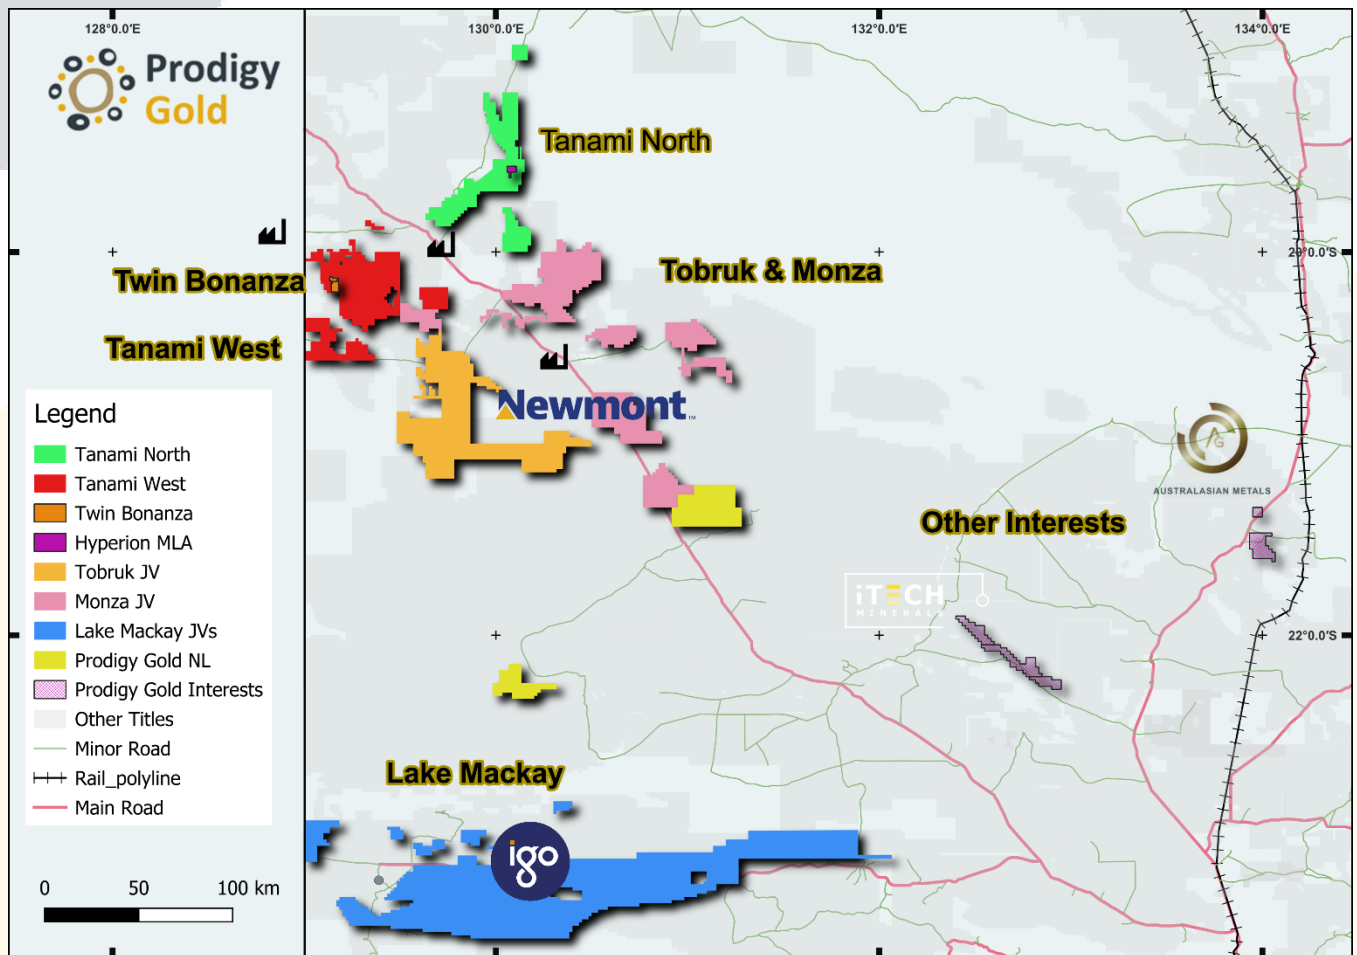 128°0.0'E
130°0.0'E
132°0.0'E
134°0.0'E
Prodigy
Gold
Tanami North
20°0.0'S
Twin Bonanza
Tobruk & Monza
Tanami West
Newmont™
Legend
Tanami North
Tanami West
Twin Bonanza
Hyperion MLA
Tobruk JV
Monza JV
Lake Mackay JVs
Prodigy Gold NL
Prodigy Gold Interests
Other Titles
Minor Road
Rail_polyline
Main Road
AG
AUSTRALASIAN METALS
Other Interests
iTECH
MINERALS
22°0.0'S
Lake Mackay
igo
0 50 100 km